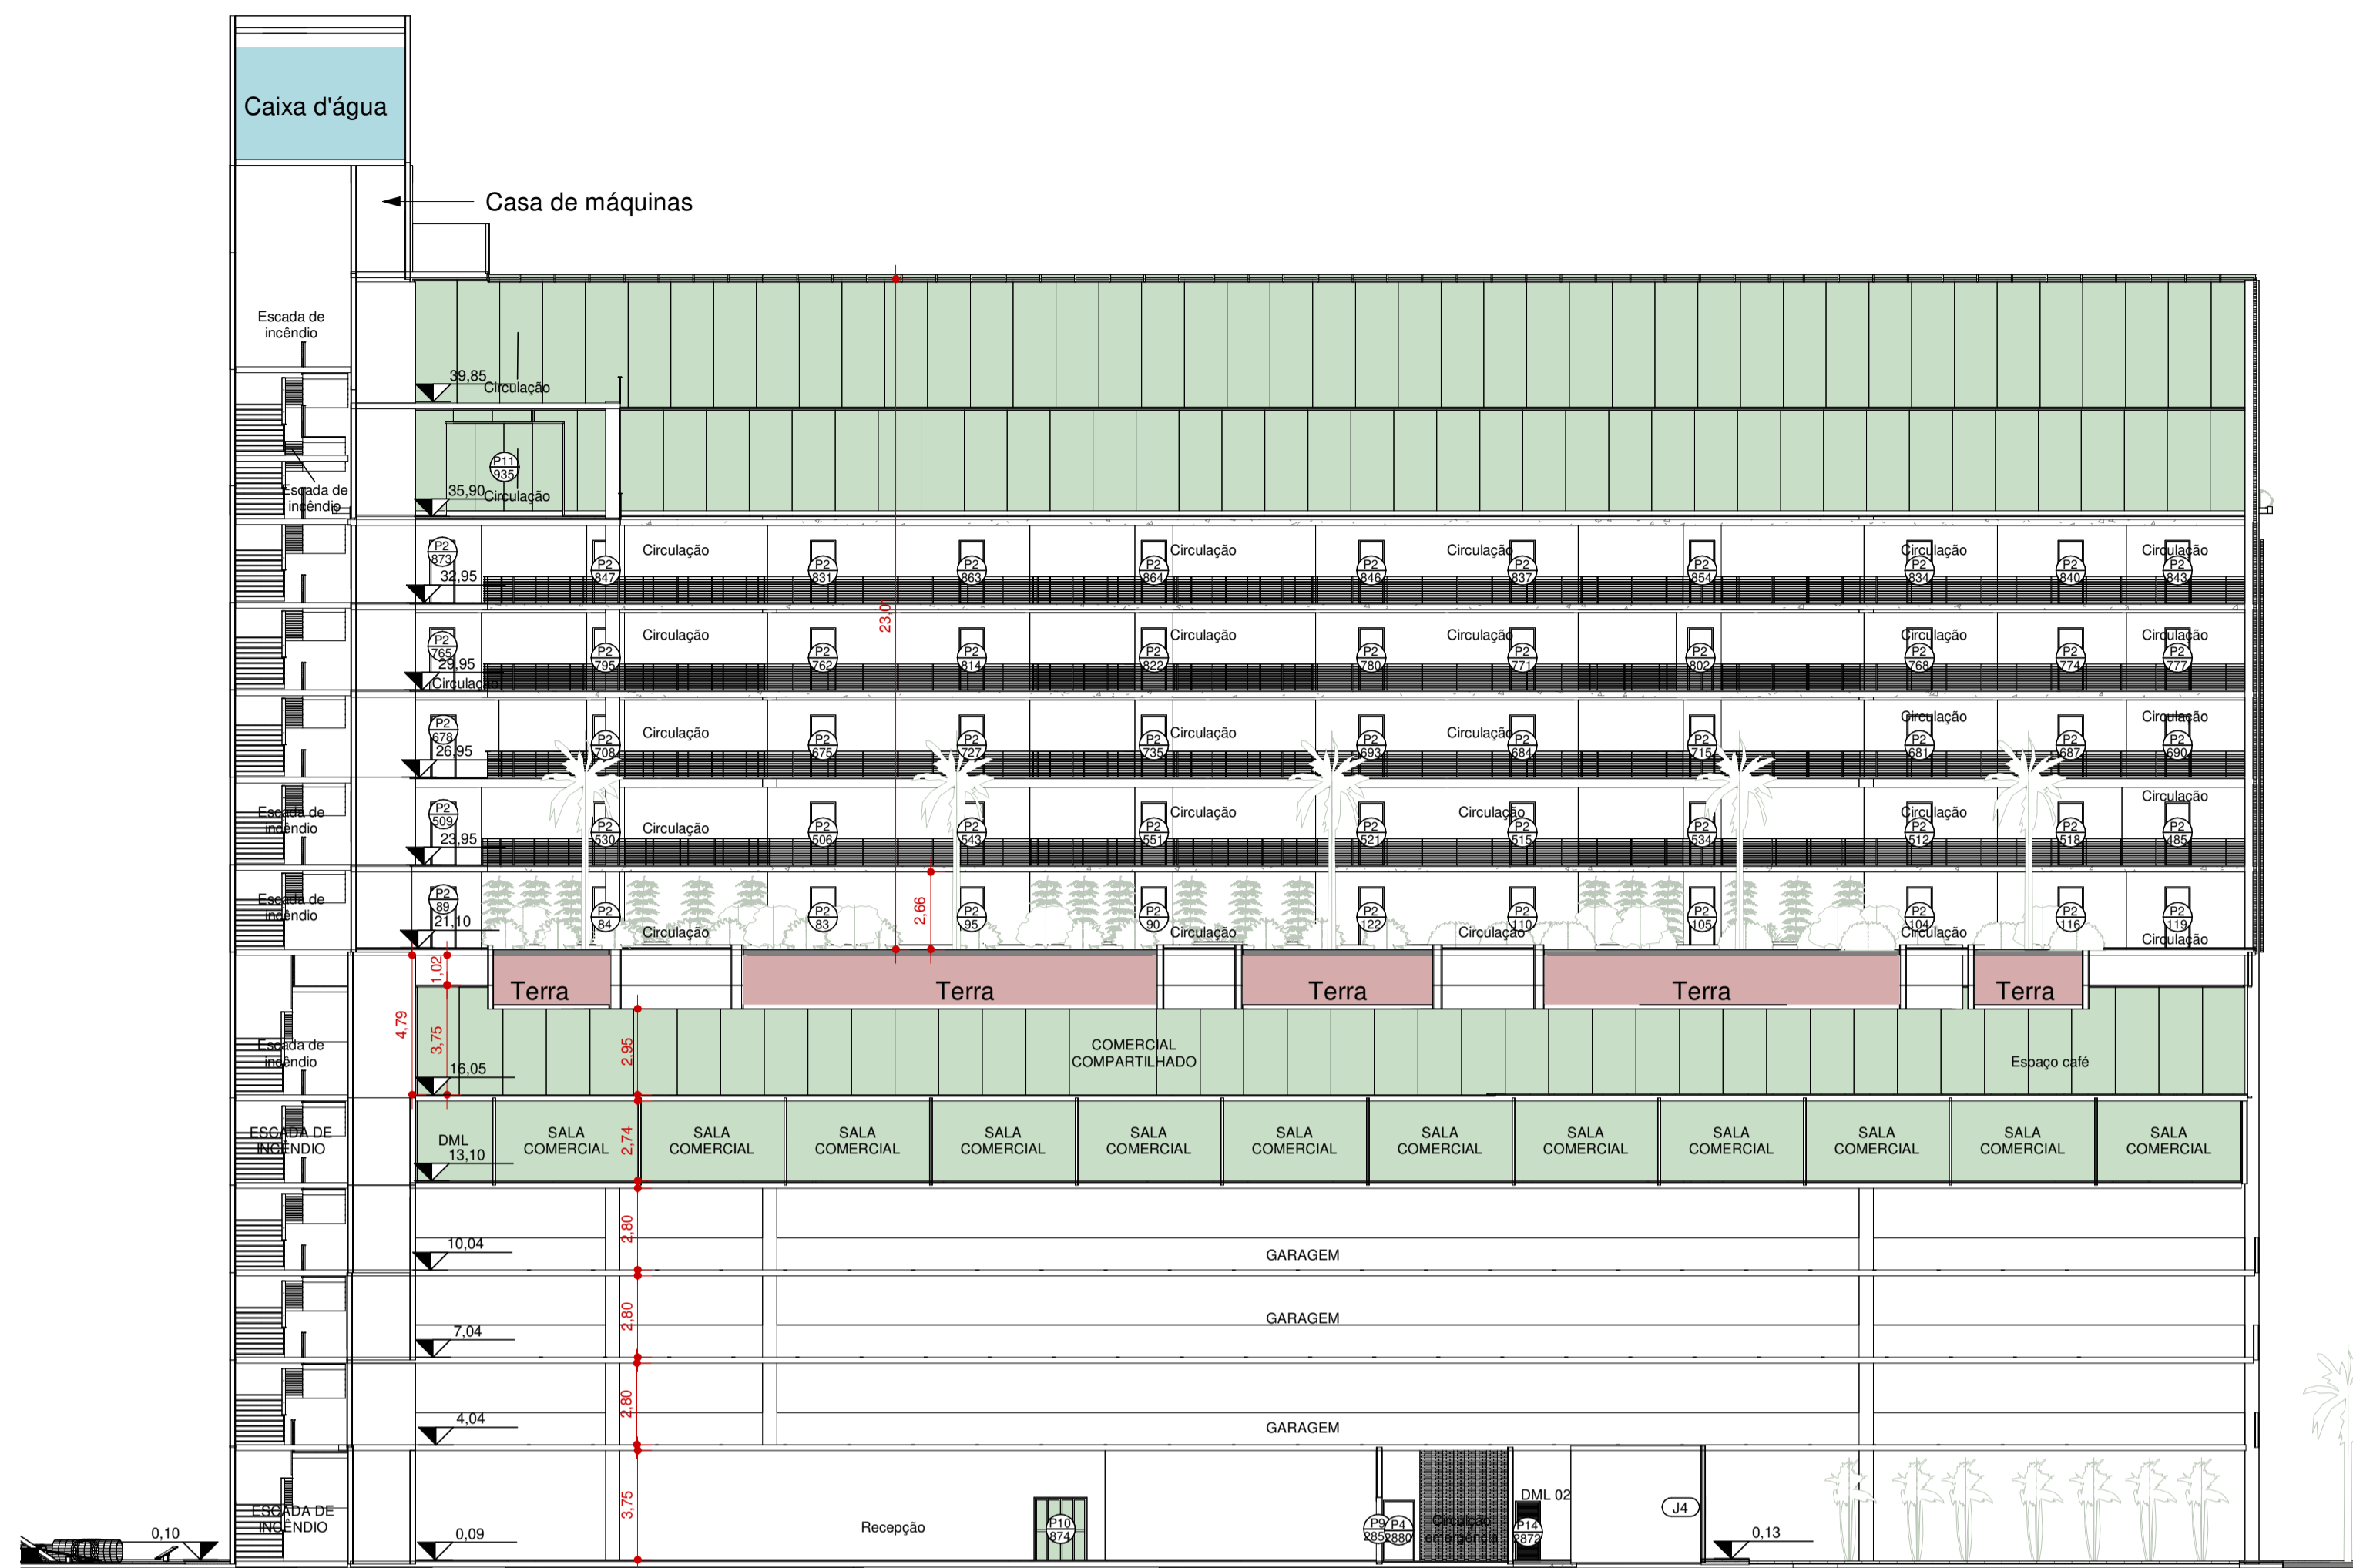 Caixa d'água
Casa de máquinas
Escada de
incêndio
39,85
Circulação
P11
935
Escada de
incêndio
35,90
Circulação
P2
873
32,95
P2
847
Circulação
P2
831
P2
863
P2
864
Circulação
P2
846
Circulação
P2
837
P2
854
Circulação
P2
834
P2
840
Circulação
P2
843
23,01
P2
765
29,95
Circulação
P2
795
Circulação
P2
762
P2
814
P2
822
Circulação
P2
780
Circulação
P2
771
P2
802
Circulação
P2
768
P2
774
Circulação
P2
777
P2
678
26,95
P2
708
Circulação
P2
675
P2
727
P2
735
Circulação
P2
693
Circulação
P2
684
P2
715
Circulação
P2
681
P2
687
Circulação
P2
690
Escada de
incêndio
P2
509
23,95
P2
530
Circulação
P2
506
P2
543
P2
551
Circulação
P2
521
Circulação
P2
515
P2
534
Circulação
P2
512
P2
518
Circulação
P2
485
Escada de
incêndio
P2
89
21,10
P2
84
Circulação
P2
83
2,66
P2
95
P2
90
Circulação
P2
122
Circulação
P2
110
P2
105
Circulação
P2
104
P2
116
Circulação
P2
119
1,02
Terra
Terra
Terra
Terra
Terra
4,79
3,75
2,95
Escada de
incêndio
16,05
COMERCIAL
COMPARTILHADO
Espaço café
ESCADA DE
INCÊNDIO
DML
13,10
SALA
COMERCIAL
2,74
SALA
COMERCIAL
SALA
COMERCIAL
SALA
COMERCIAL
SALA
COMERCIAL
SALA
COMERCIAL
SALA
COMERCIAL
SALA
COMERCIAL
SALA
COMERCIAL
SALA
COMERCIAL
SALA
COMERCIAL
SALA
COMERCIAL
2,80
10,04
GARAGEM
2,80
7,04
GARAGEM
2,80
4,04
GARAGEM
ESCADA DE
INCÊNDIO
3,75
0,10
0,09
Recepção
P10
874
P9
P4
2880
emergência
DML 02
P14
2872
J4
0,13